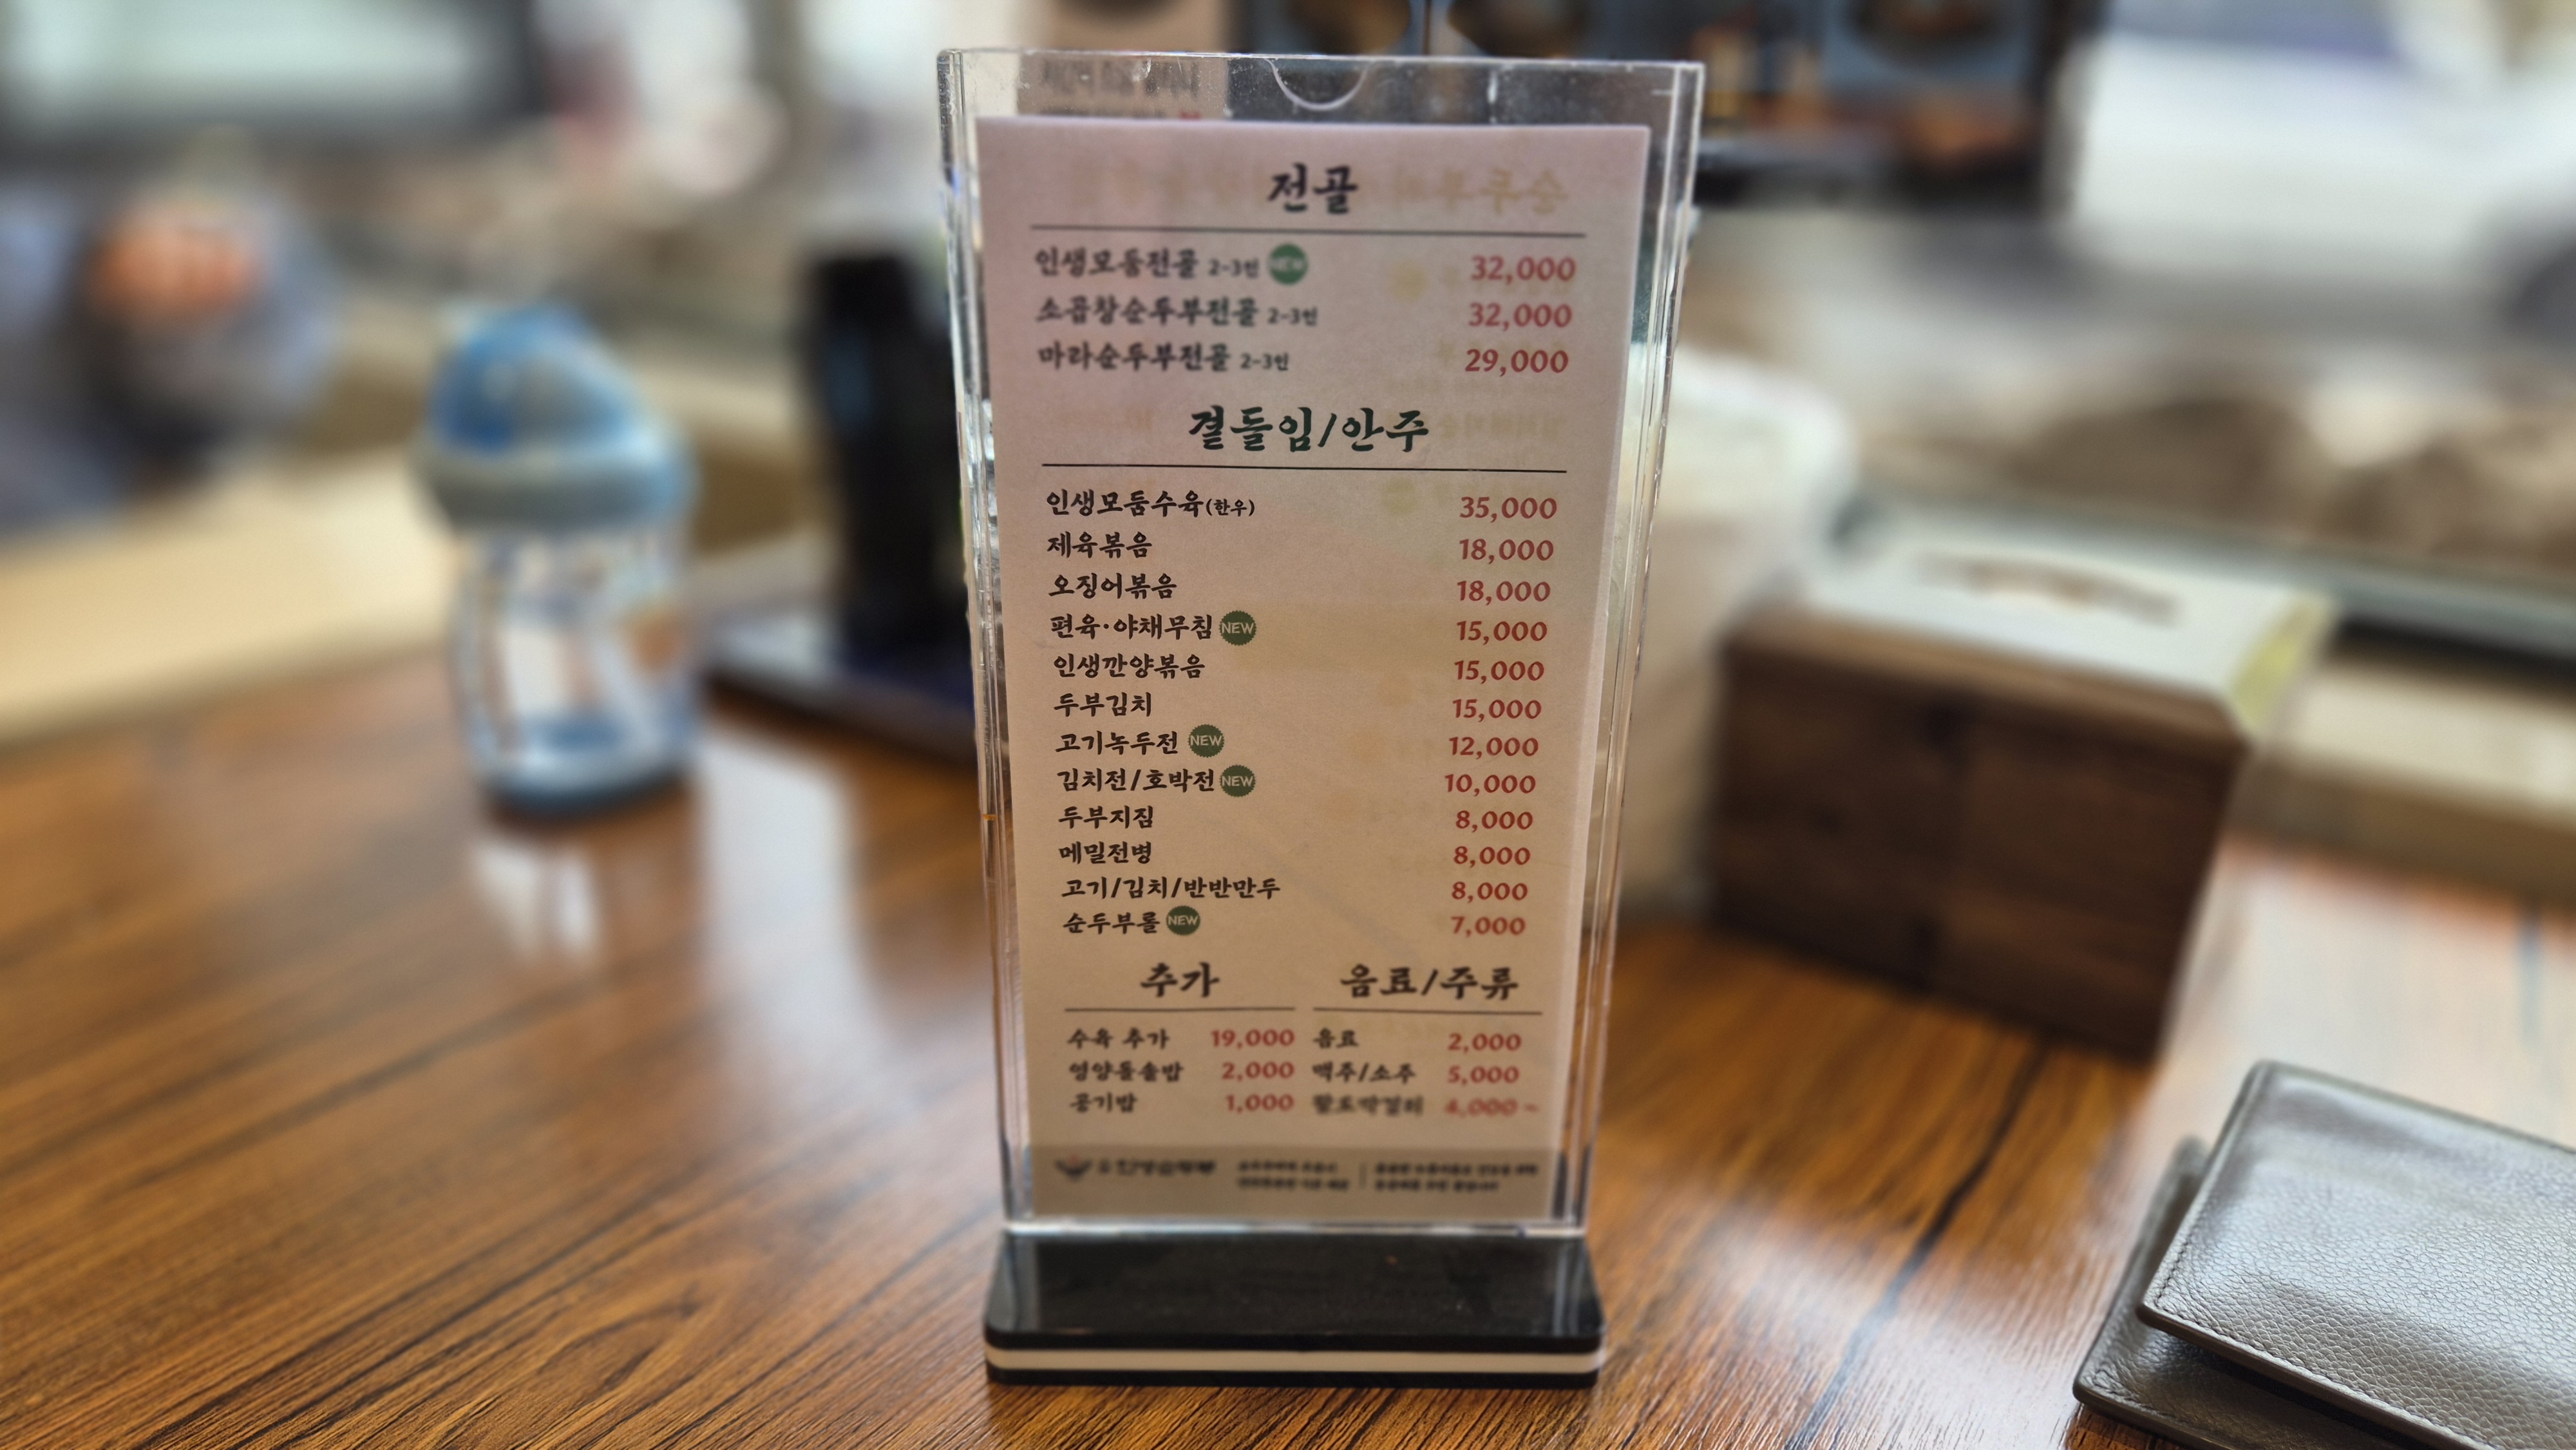 전골
인생모둠전골 2-3인 NEW 32,000
소곱창순두부전골 2-3인 32,000
마라순두부전골 2-3인 29,000
곁들임/안주
인생모둠수육(한우) 35,000
제육볶음 18,000
오징어볶음 18,000
편육·야채무침 NEW 15,000
인생깐양볶음 15,000
두부김치 15,000
고기녹두전 NEW 12,000
김치전/호박전 NEW 10,000
두부지짐 8,000
메밀전병 8,000
고기/김치/반반만두 8,000
순두부롤 NEW 7,000
추가
수육 추가 19,000
영양돌솥밥 2,000
공기밥 1,000
음료/주류
음료 2,000
맥주/소주 5,000
4,000~